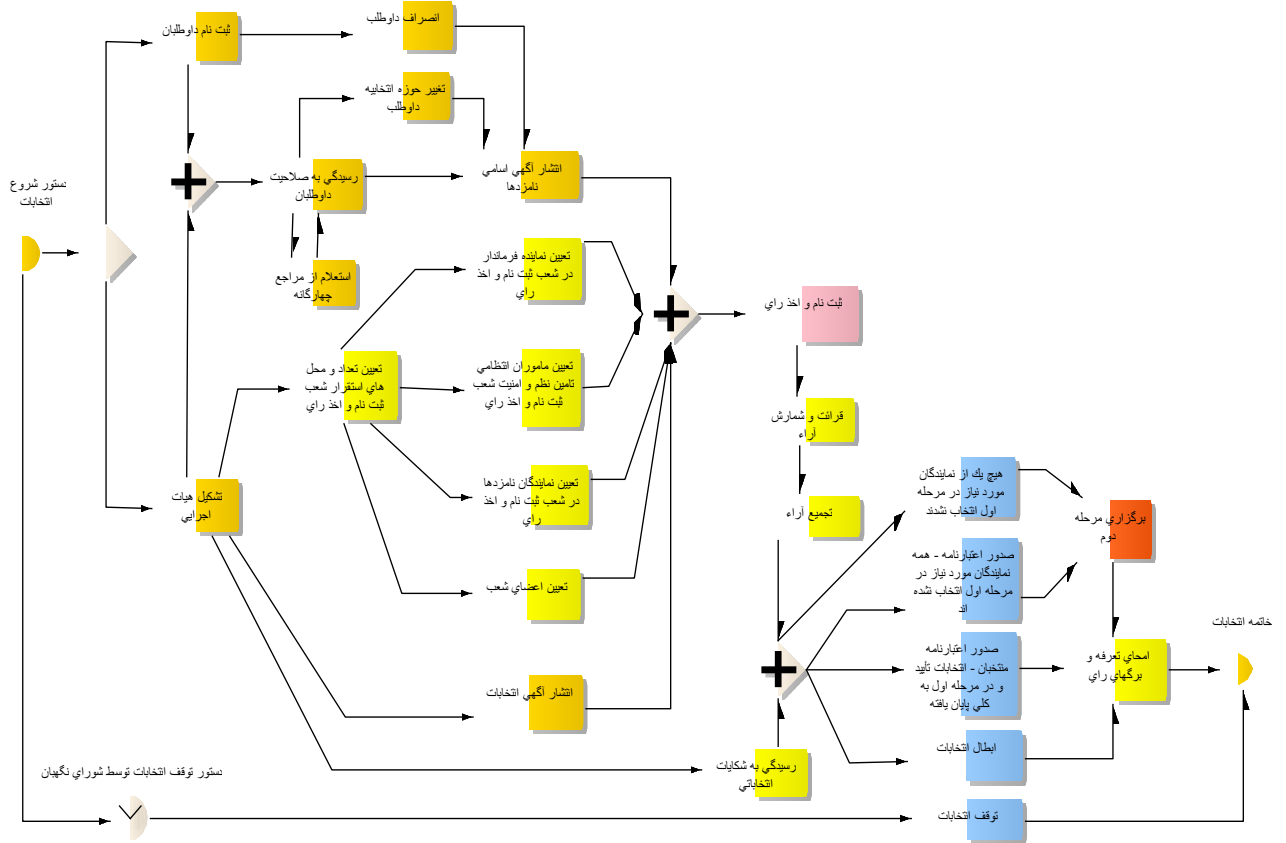 ثبت نام داوطلبان
انصراف داوطلب
تغيير حوزه انتخابيه
داوطلب
دستور شروع
انتخابات
رسيدگي به صلاحيت
داوطلبان
انتشار آگهي اسامي
نامزدها
استعلام از مراجع
چهارگانه
تعيين نماينده فرماندار
در شعب ثبت نام و اخذ
راي
ثبت نام و اخذ راي
تعيين تعداد و محل
هاي استقرار شعب
ثبت نام و اخذ راي
تعيين ماموران انتظامي
تامين نظم و امنيت شعب
ثبت نام و اخذ راي
قرائت و شمارش
آراء
تشكيل هيات
اجرايي
تعيين نمايندگان نامزدها
در شعب ثبت نام و اخذ
راي
تجميع آراء
هيچ يك از نمايندگان
مورد نياز در مرحله
اول انتخاب نشدند
برگزاري مرحله
دوم
صدور اعتبارنامه - همه
نمايندگان مورد نياز در
مرحله اول انتخاب نشده
اند
تعيين اعضاي شعب
صدور اعتبارنامه
منتخبان - انتخابات تأييد
و در مرحله اول به
كلي پايان يافته
امحاي تعرفه و
برگهاي راي
خاتمه انتخابات
انتشار آگهي انتخابات
ابطال انتخابات
رسيدگي به شكايات
انتخاباتي
دستور توقف انتخابات توسط شوراي نگهبان
توقف انتخابات